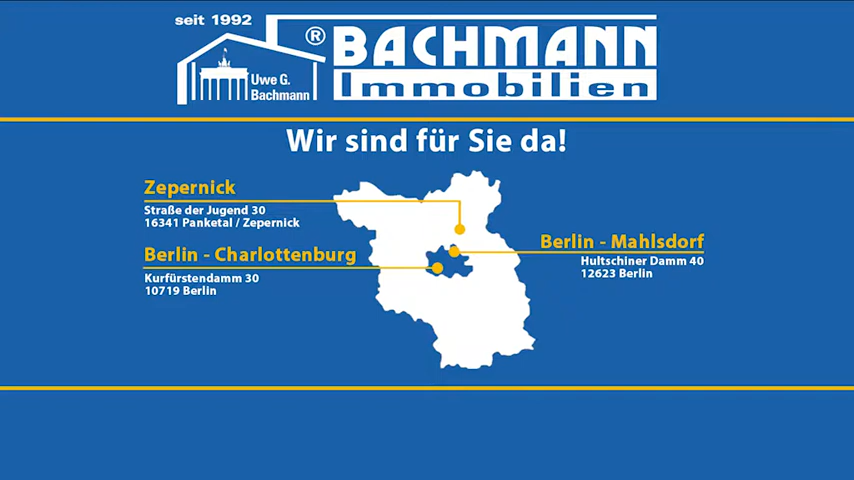 seit 1992
® BACHMANN
Immobilien
Uwe G.
Bachmann
Wir sind für Sie da!
Zepernick
Straße der Jugend 30
16341 Panketal / Zepernick
Berlin - Charlottenburg
Kurfürstendamm 30
10719 Berlin
Berlin - Mahlsdorf
Hultschiner Damm 40
12623 Berlin